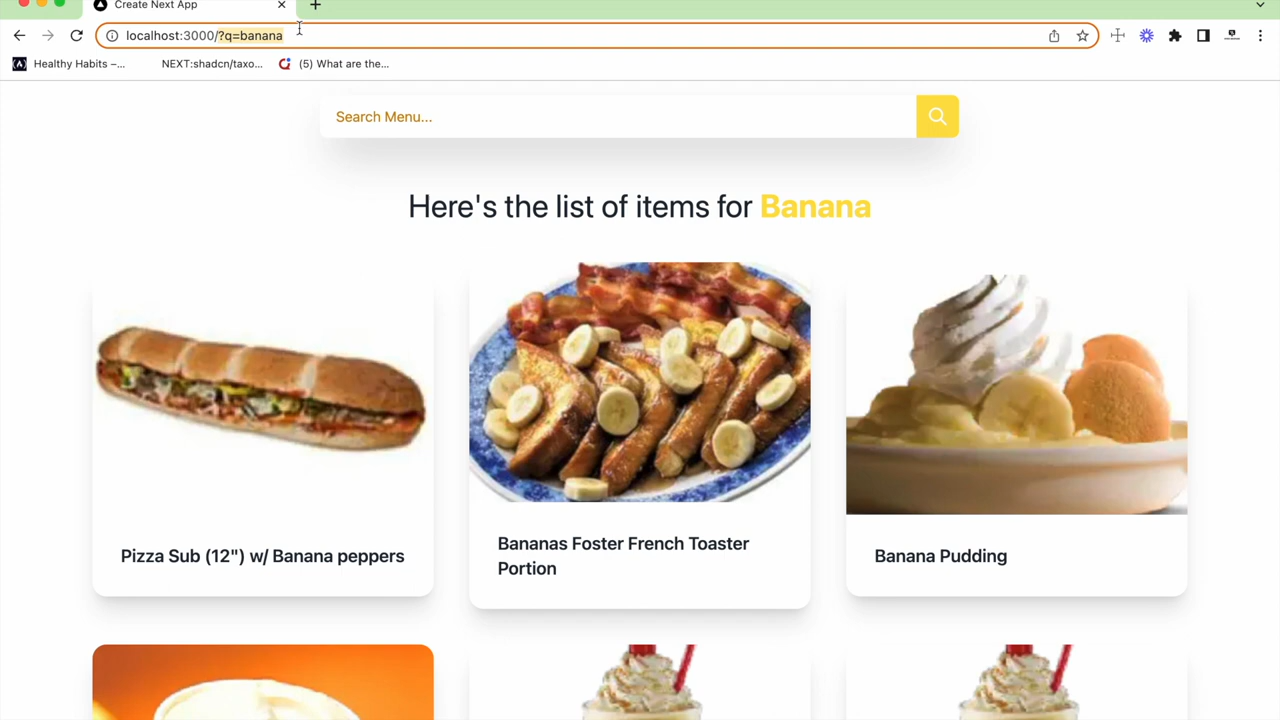 Create Next App
localhost:3000/?q=banana
Healthy Habits –...
NEXT:shadcn/taxo...
(5) What are the...
Search Menu...
Here's the list of items for Banana
Pizza Sub (12") w/ Banana peppers
Bananas Foster French Toaster
Portion
Banana Pudding